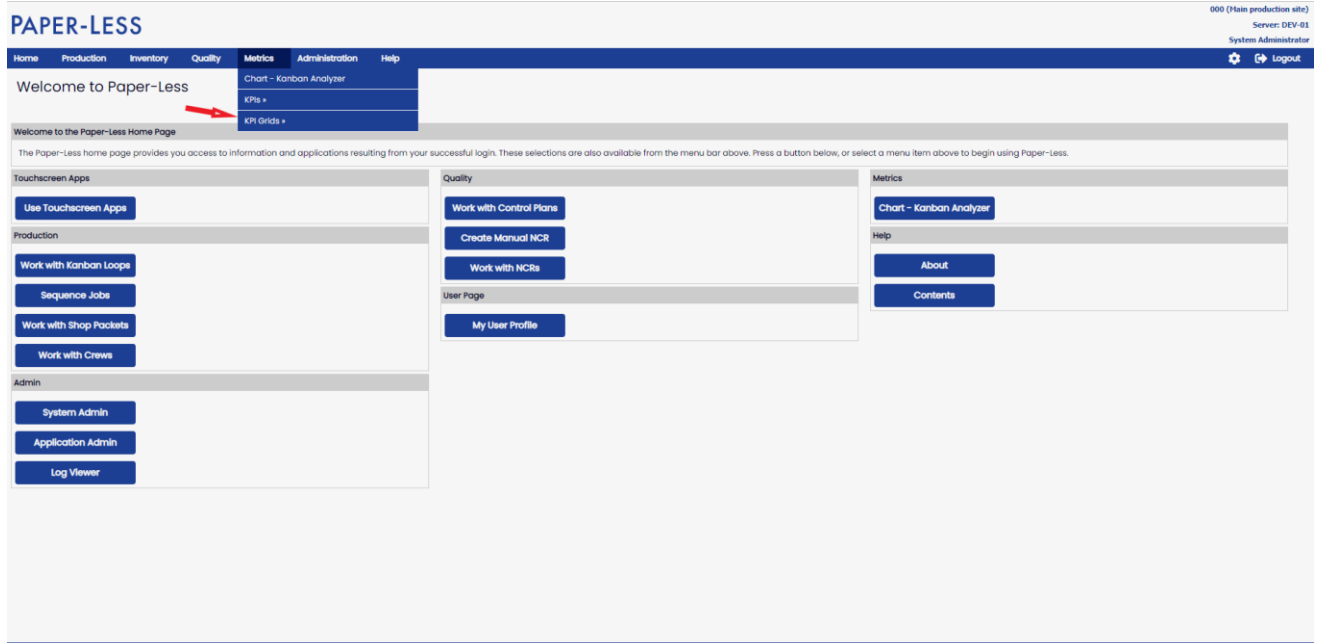 000 (Main production site)
PAPER-LESS
Server: DEV-01
System Administrator
Home Production Inventory Quality Metrics Administration Help Logout
Chart - Kanban Analyzer
Welcome to Paper-Less
KPIs »
KPI Grids »
Welcome to the Paper-Less Home Page
The Paper-Less home page provides you access to information and applications resulting from your successful login. These selections are also available from the menu bar above. Press a button below, or select a menu item above to begin using Paper-Less.
Touchscreen Apps
Use Touchscreen Apps
Production
Work with Kanban Loops
Sequence Jobs
Work with Shop Packets
Work with Crews
Admin
System Admin
Application Admin
Log Viewer
Quality
Work with Control Plans
Create Manual NCR
Work with NCRs
User Page
My User Profile
Metrics
Chart - Kanban Analyzer
Help
About
Contents